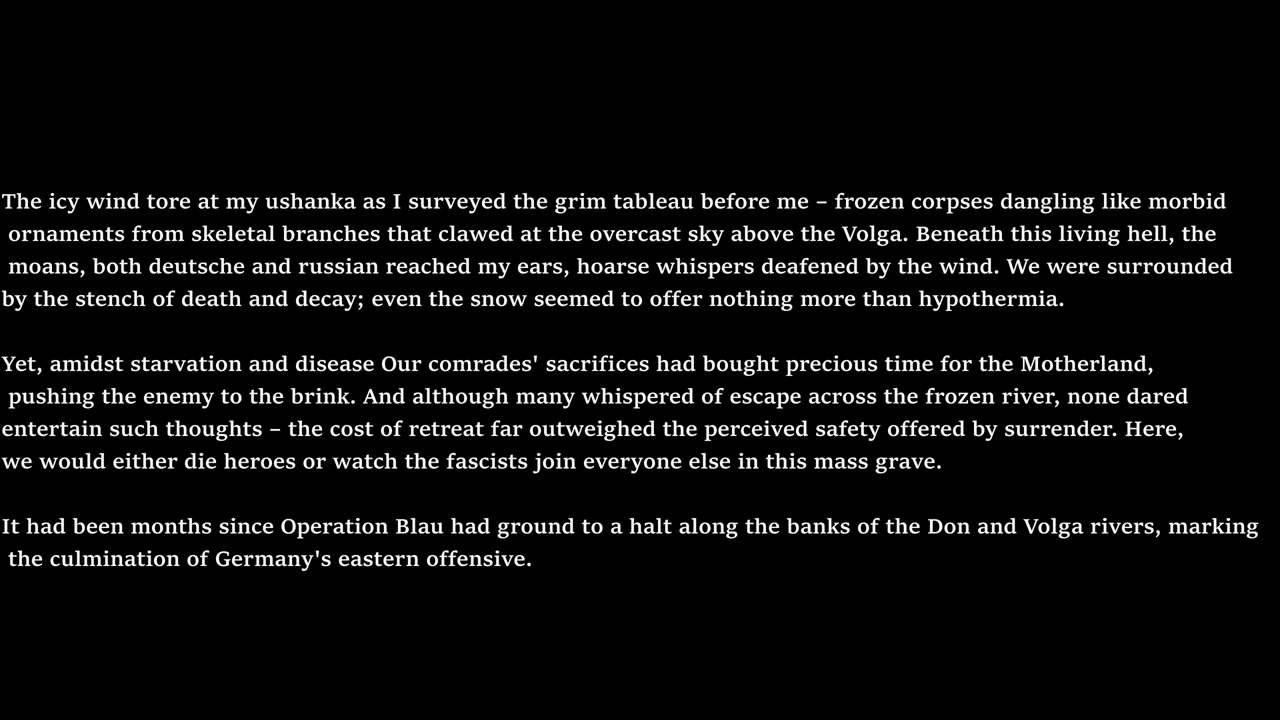 The icy wind tore at my ushanka as I surveyed the grim tableau before me – frozen corpses dangling like morbid
ornaments from skeletal branches that clawed at the overcast sky above the Volga. Beneath this living hell, the
moans, both deutsche and russian reached my ears, hoarse whispers deafened by the wind. We were surrounded
by the stench of death and decay; even the snow seemed to offer nothing more than hypothermia.

Yet, amidst starvation and disease Our comrades' sacrifices had bought precious time for the Motherland,
pushing the enemy to the brink. And although many whispered of escape across the frozen river, none dared
entertain such thoughts – the cost of retreat far outweighed the perceived safety offered by surrender. Here,
we would either die heroes or watch the fascists join everyone else in this mass grave.

It had been months since Operation Blau had ground to a halt along the banks of the Don and Volga rivers, marking
the culmination of Germany's eastern offensive.